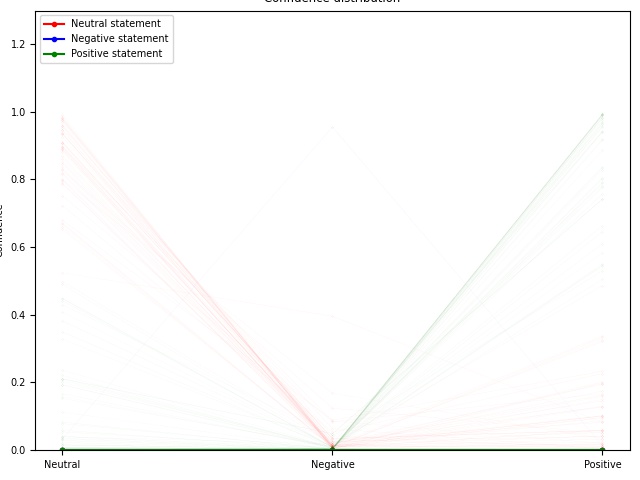 Confidence distribution
Neutral statement
Negative statement
Positive statement
1.2
1.0
0.8
0.6
0.4
0.2
0.0
Confidence
Neutral Negative Positive